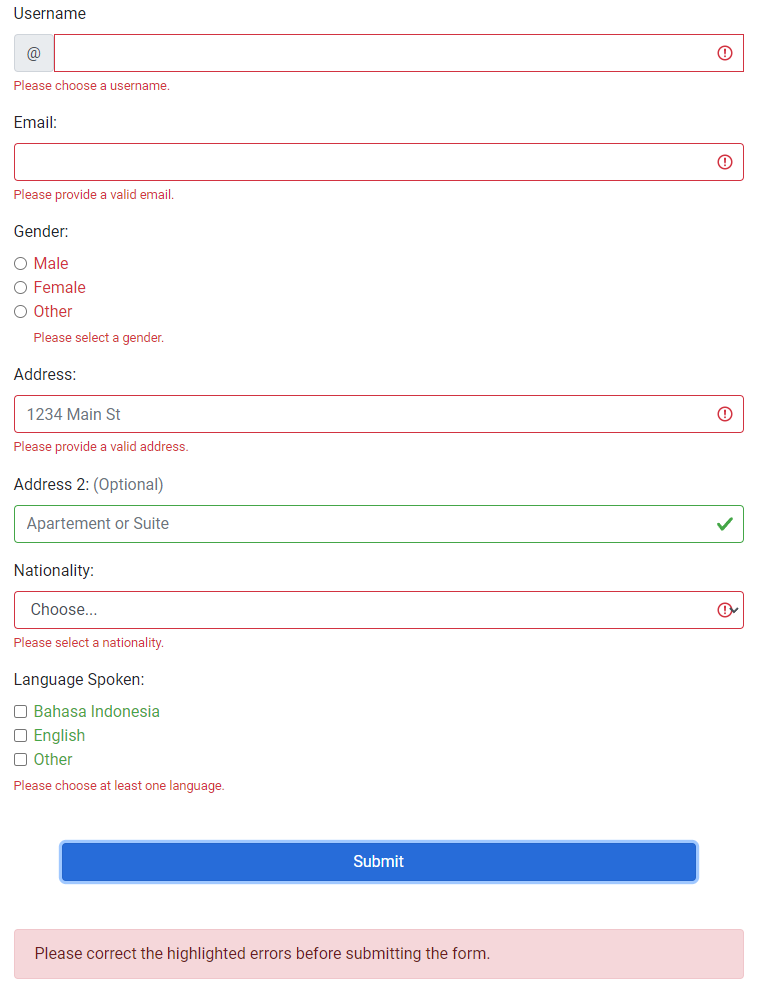 Username
@
Please choose a username.
Email:
Please provide a valid email.
Gender:
Male
Female
Other
Please select a gender.
Address:
1234 Main St
Please provide a valid address.
Address 2: (Optional)
Apartement or Suite
Nationality:
Choose...
Please select a nationality.
Language Spoken:
Bahasa Indonesia
English
Other
Please choose at least one language.
Submit
Please correct the highlighted errors before submitting the form.